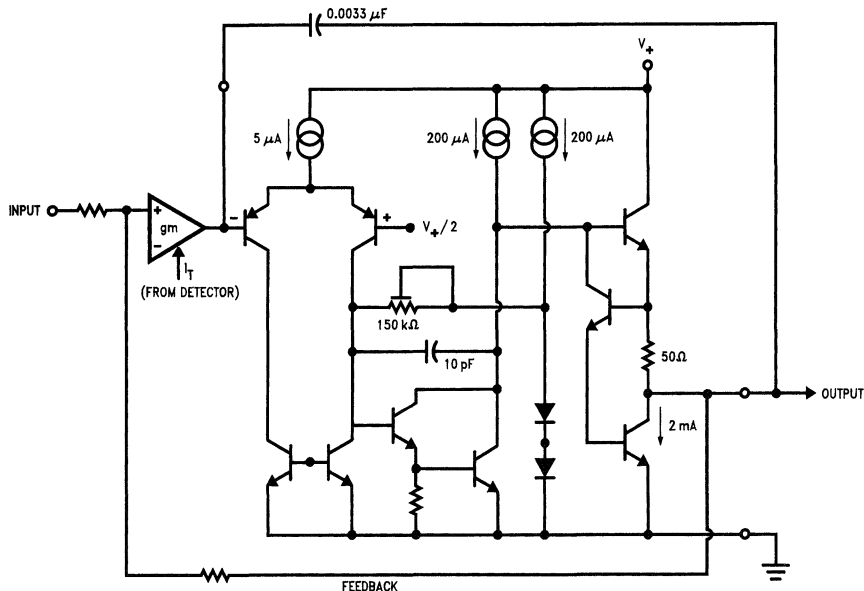 0.0033 μF
V+
5 μA
200 μA
200 μA
INPUT
+
gm
−
−
+
V+/2
IT
(FROM DETECTOR)
150 kΩ
10 pF
50Ω
OUTPUT
2 mA
FEEDBACK